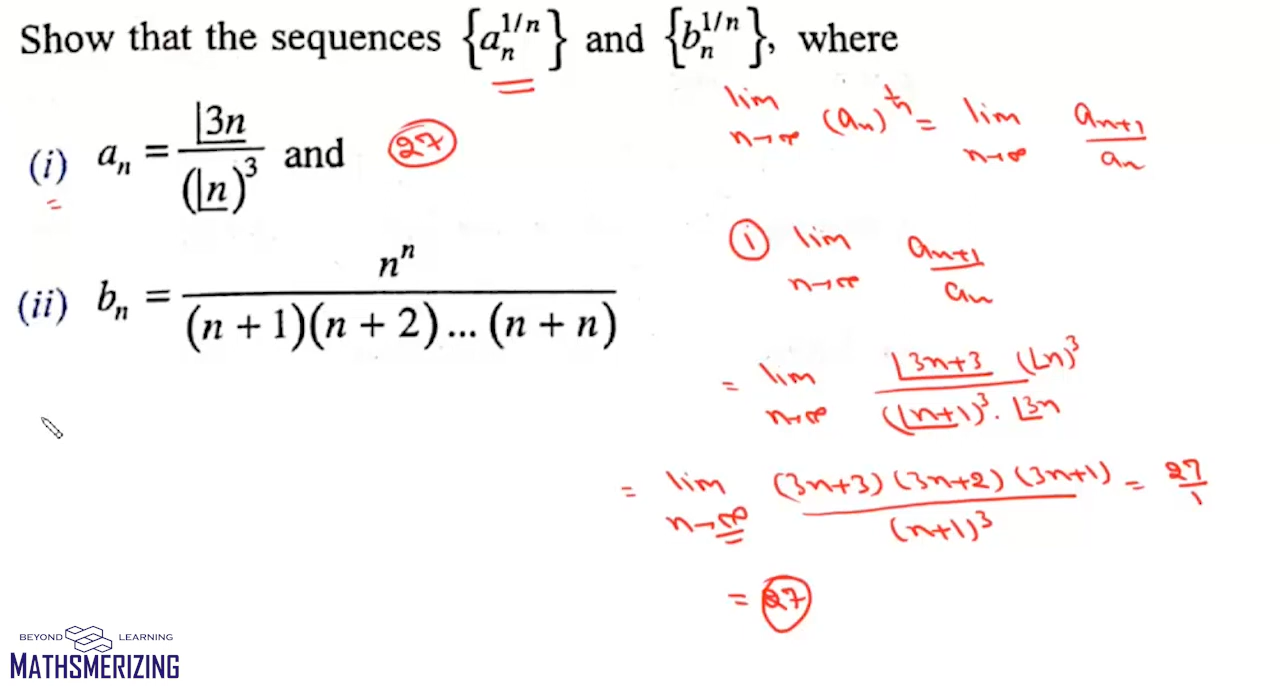 Show that the sequences {a_n^{1/n}} and {b_n^{1/n}}, where
(i) a_n = ⌊3n / (⌊n)^3 and 27
(ii) b_n = n^n / (n + 1)(n + 2) ... (n + n)
lim n→∞ (a_n)^{1/n} = lim n→∞ a_{n+1} / a_n
① lim n→∞ a_{n+1} / a_n
= lim n→∞ ⌊3n+3 (⌊n)^3 / (⌊n+1)^3 . ⌊3n
= lim n→∞ (3n+3) (3n+2) (3n+1) / (n+1)^3 = 27/1
= 27
BEYOND LEARNING
MATHSMERIZING